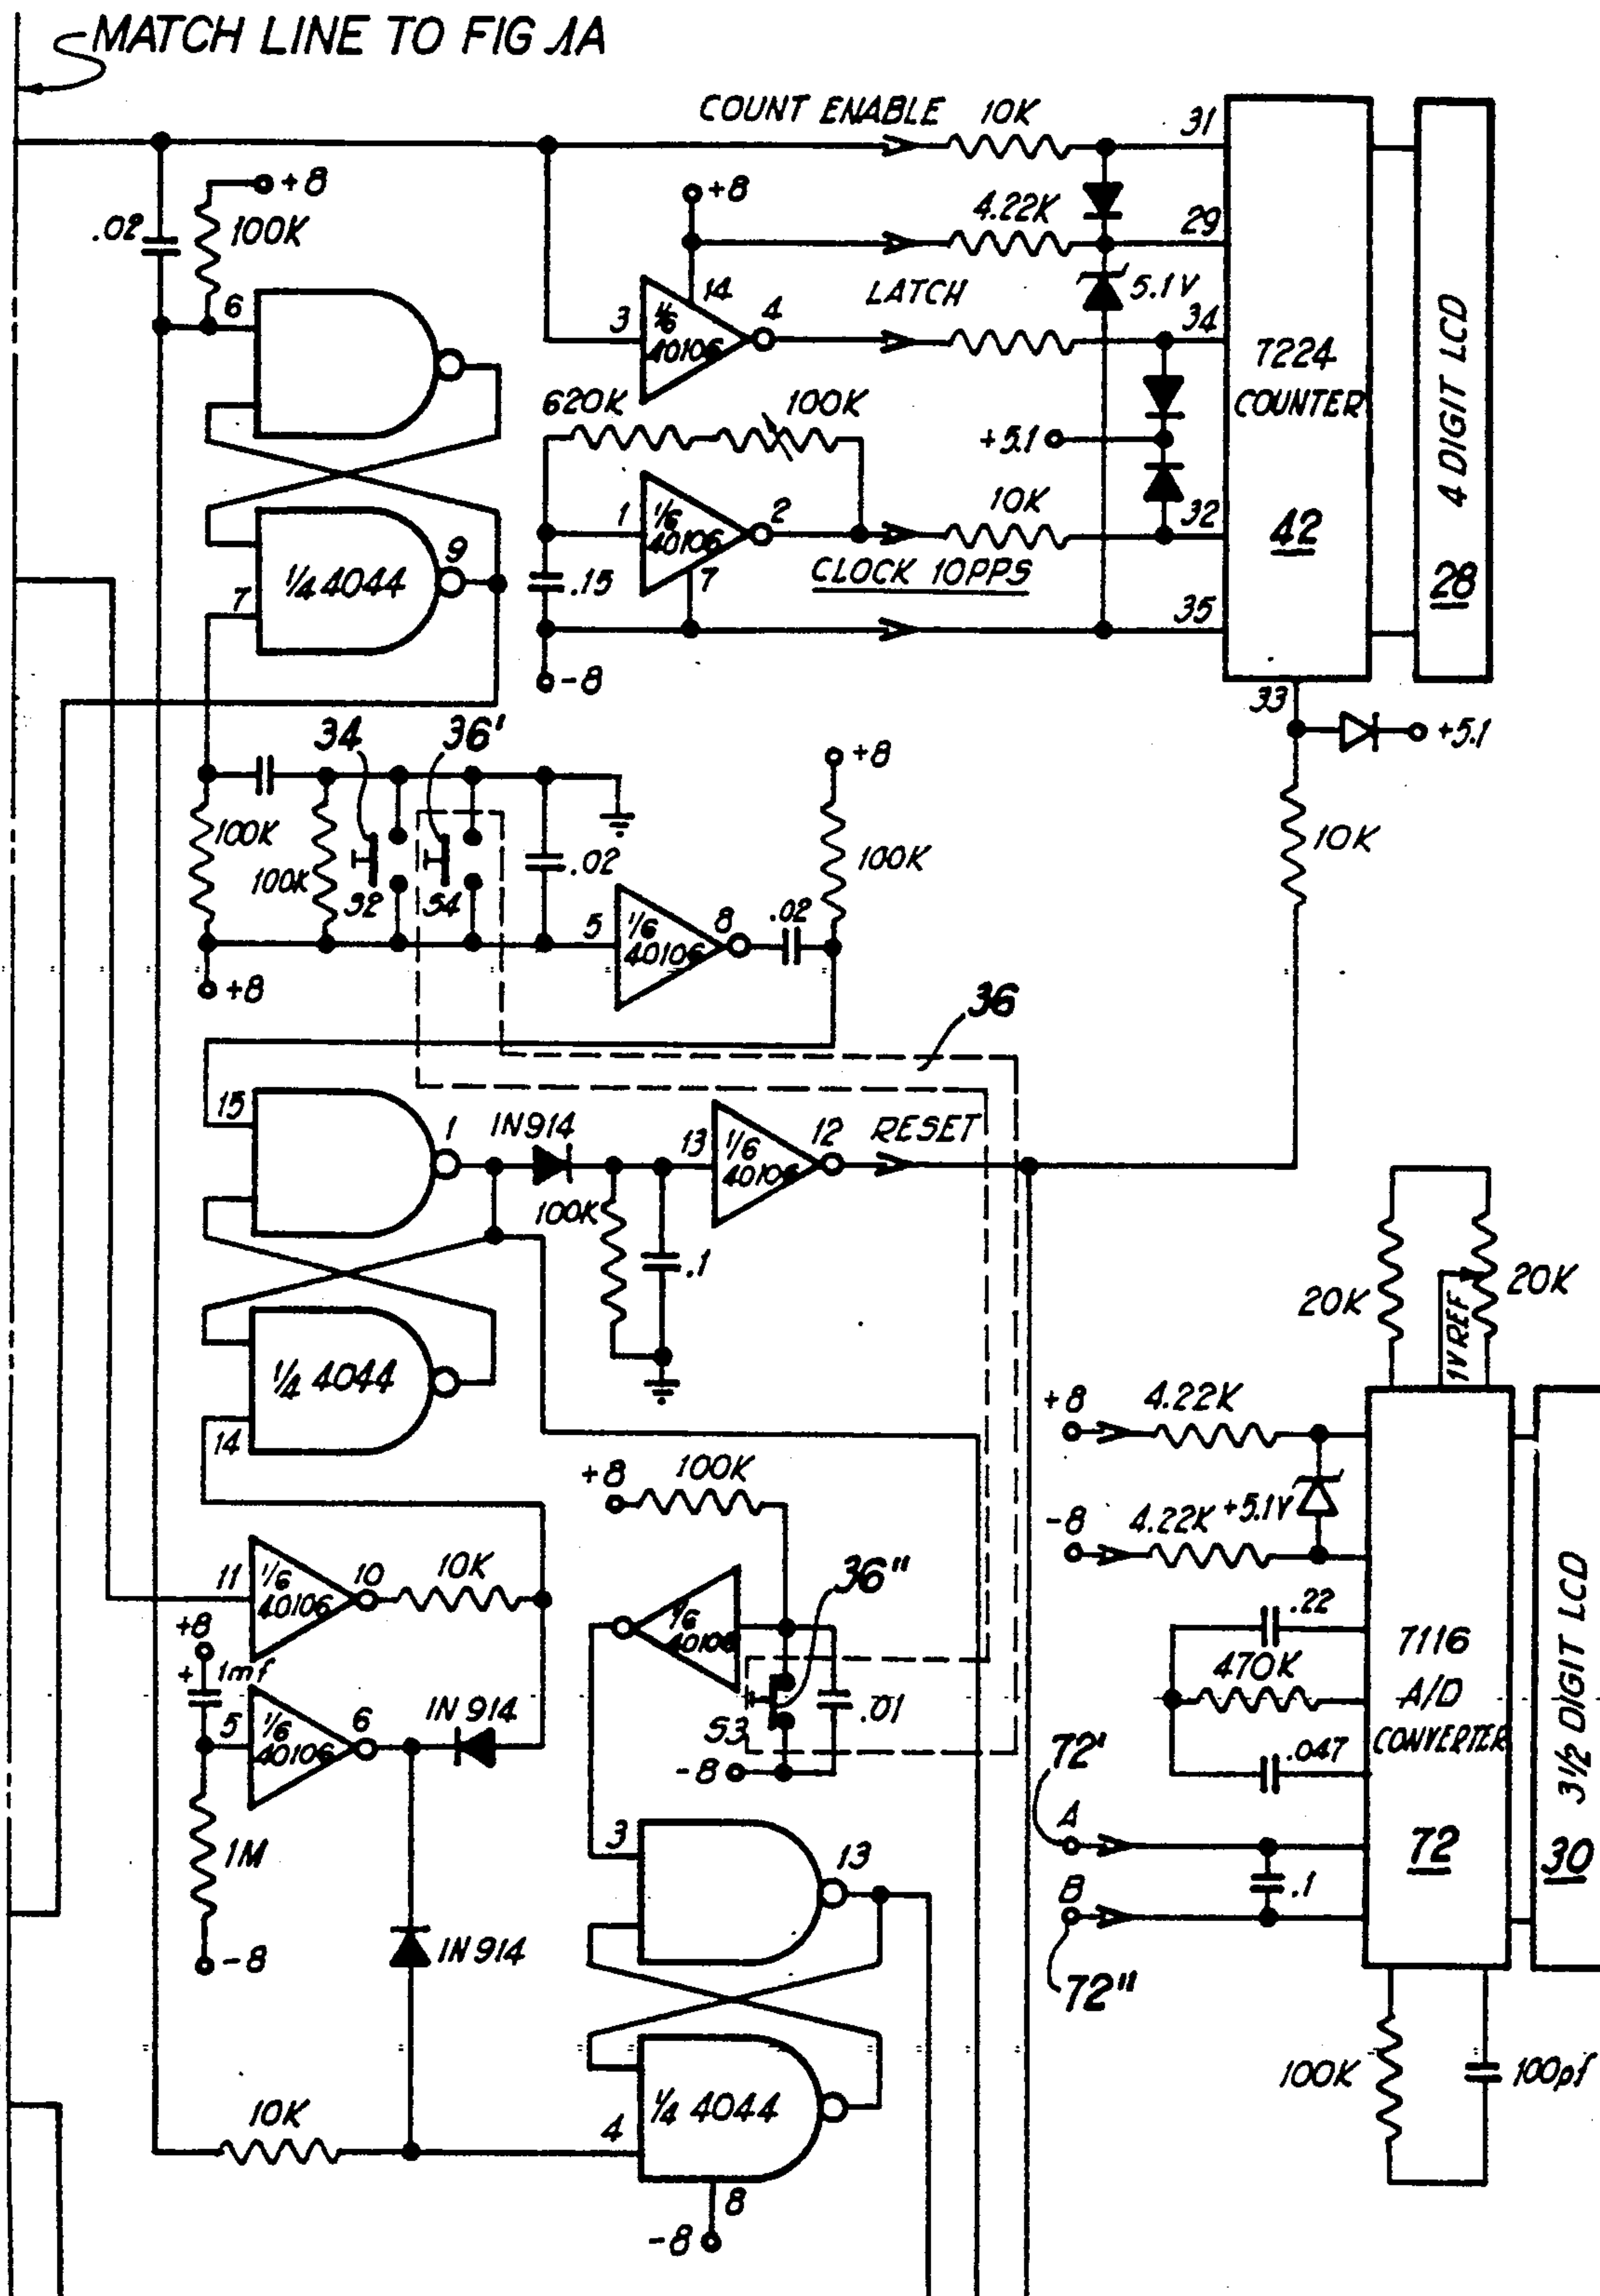 MATCH LINE TO FIG 1A
COUNT ENABLE
10K
31
+8
.02
100K
+8
4.22K
29
6
14
LATCH
5.1V
3
1/6
40106
4
34
7224
COUNTER
4 DIGIT LCD
620K
100K
+5.1
10K
32
42
28
1
1/6
40106
2
9
1/4 4044
7
.15
7
CLOCK 10PPS
35
-8
33
+5.1
34
36'
+8
100K
100K
S2
S4
.02
100K
10K
5
1/6
40106
8
.02
+8
36
15
1
IN914
13
1/6
40106
12
RESET
100K
.1
20K
1V REF
20K
1/4 4044
14
+8
100K
+8
4.22K
-8
4.22K
+5.1V
11
1/6
40106
10
10K
36"
1/6
40106
.22
470K
7116
A/D
CONVERTER
3 1/2 DIGIT LCD
+8
+
1mf
5
1/6
40106
6
IN914
S3
.01
.047
-8
72'
A
72
30
1M
3
13
B
.1
-8
IN914
72"
100K
100pf
10K
4
1/4 4044
8
-8